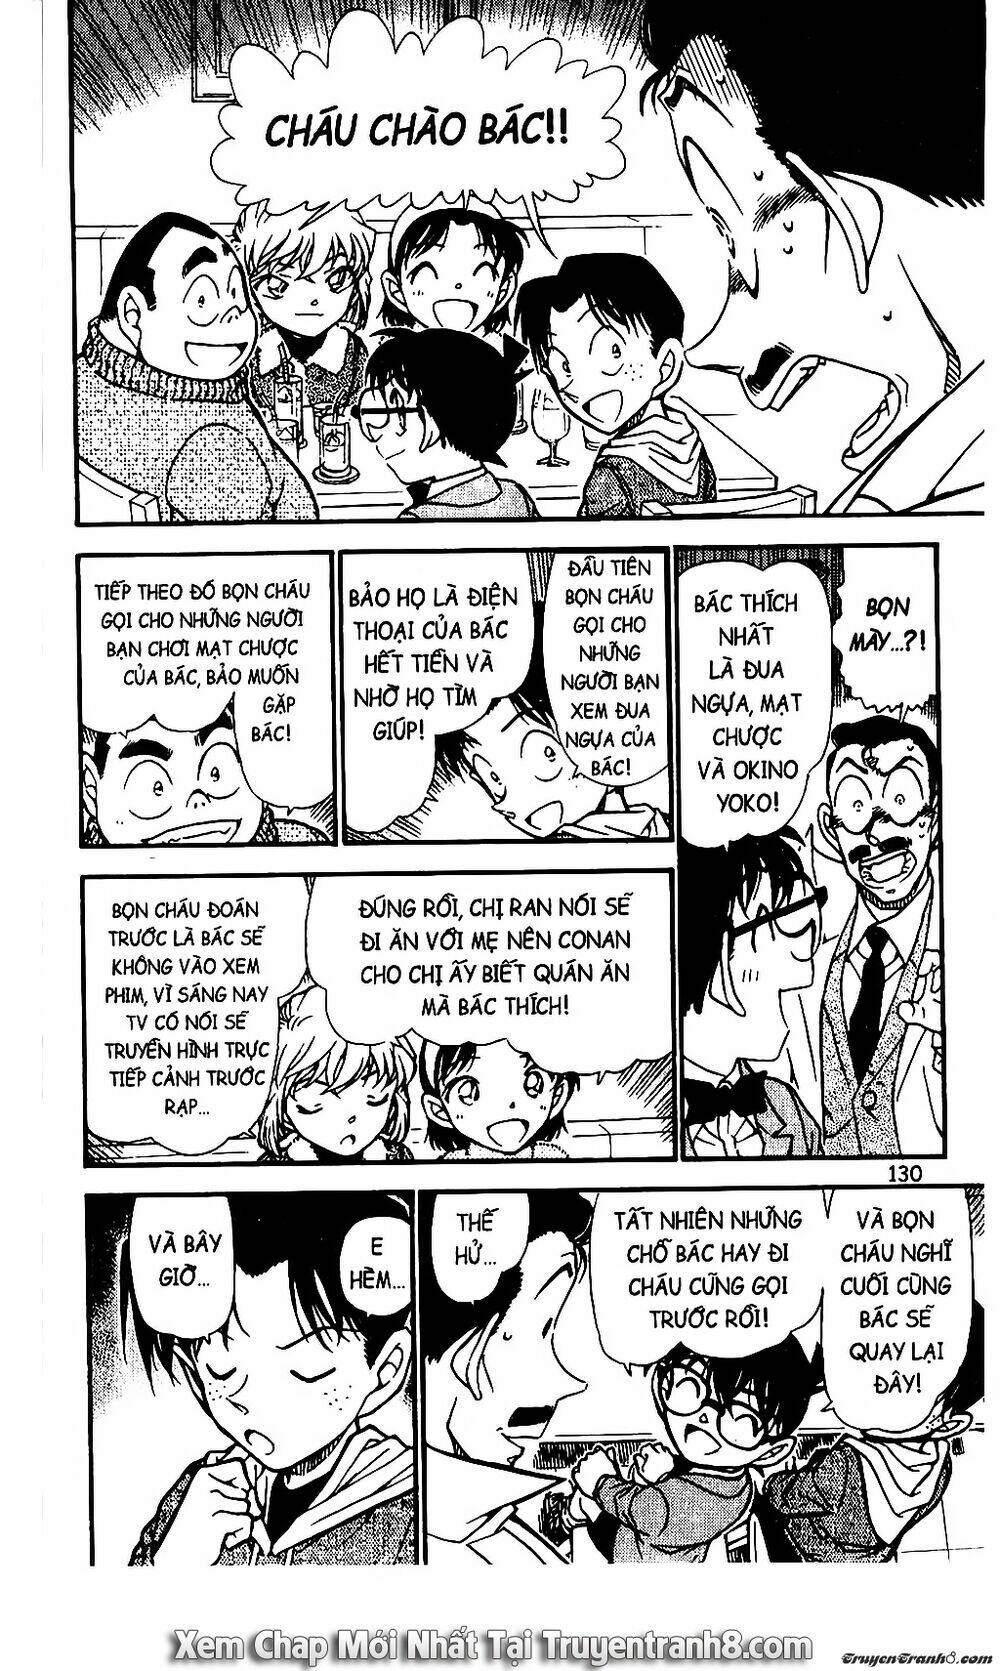 CHÁU CHÀO BÁC!!
BỌN
MÀY...?!
BÁC THÍCH
NHẤT
LÀ ĐUA
NGỰA, MẠT
CHƯỢC
VÀ OKINO
YOKO!
ĐẦU TIÊN
BỌN CHÁU
GỌI CHO
NHỮNG
NGƯỜI BẠN
XEM ĐUA
NGỰA CỦA
BÁC!
BẢO HỌ LÀ ĐIỆN
THOẠI CỦA BÁC
HẾT TIỀN VÀ
NHỜ HỌ TÌM
GIÚP!
TIẾP THEO ĐÓ BỌN CHÁU
GỌI CHO NHỮNG NGƯỜI
BẠN CHƠI MẠT CHƯỢC
CỦA BÁC, BẢO MUỐN
GẶP
BÁC!
ĐÚNG RỒI, CHỊ RAN NÓI SẼ
ĐI ĂN VỚI MẸ NÊN CONAN
CHO CHỊ ẤY BIẾT QUÁN ĂN
MÀ BÁC THÍCH!
BỌN CHÁU ĐOÁN
TRƯỚC LÀ BÁC SẼ
KHÔNG VÀO XEM
PHIM, VÌ SÁNG NAY
TV CÓ NÓI SẼ
TRUYỀN HÌNH TRỰC
TIẾP CẢNH TRƯỚC
RẠP...
130
VÀ BỌN
CHÁU NGHĨ
CUỐI CÙNG
BÁC SẼ
QUAY LẠI
ĐÂY!
TẤT NHIÊN NHỮNG
CHỖ BÁC HAY ĐI
CHÁU CŨNG GỌI
TRƯỚC RỒI!
THẾ
HỬ...
E
HÈM...
VÀ BÂY
GIỜ...
Xem Chap Mới Nhất Tại Truyentranh8.com
TruyenTranh8.com